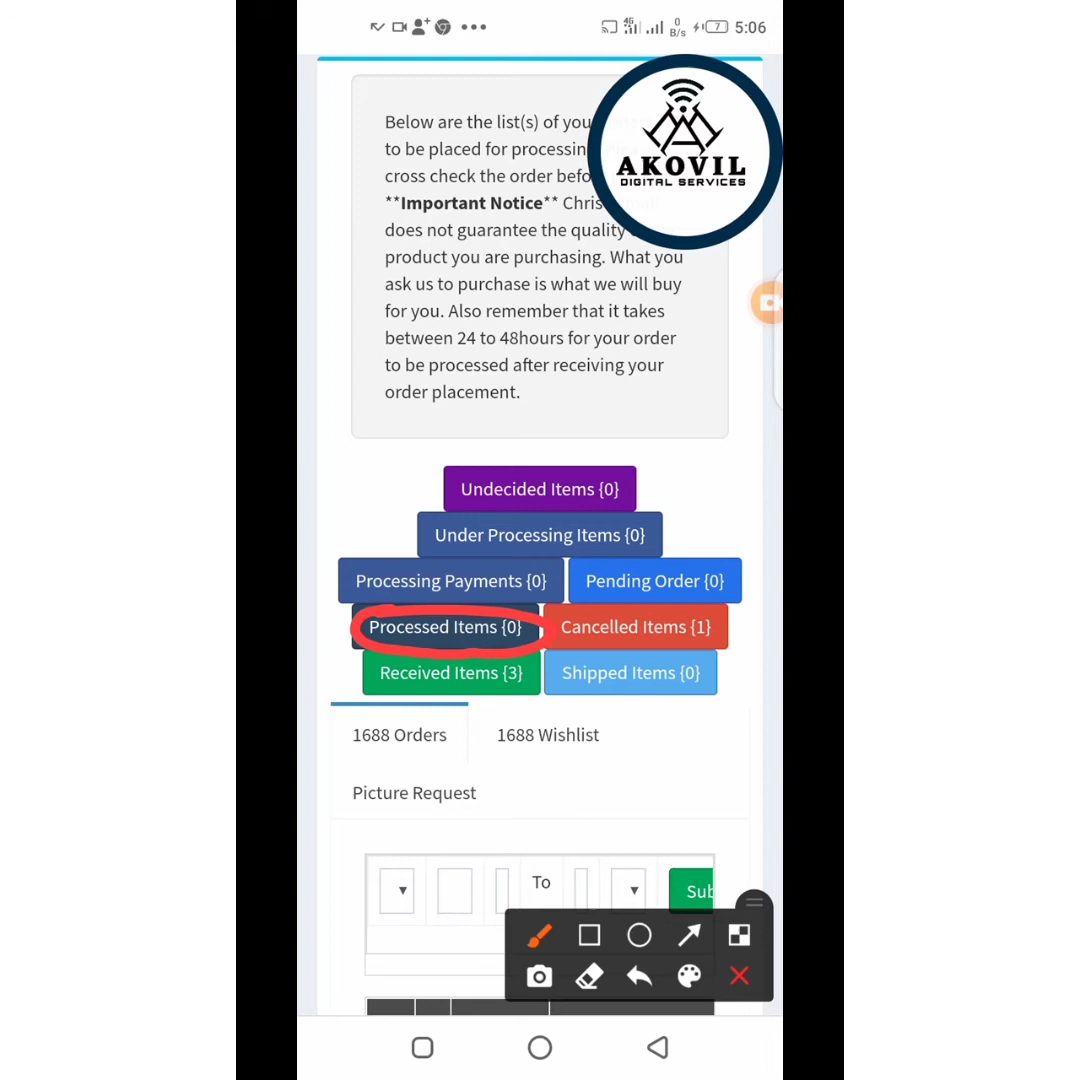 4G
0
B/s
7
5:06
Below are the list(s) of you
to be placed for processin
cross check the order befo
**Important Notice** Chris
does not guarantee the quality
product you are purchasing. What you
ask us to purchase is what we will buy
for you. Also remember that it takes
between 24 to 48hours for your order
to be processed after receiving your
order placement.
AKOVIL
DIGITAL SERVICES
Undecided Items {0}
Under Processing Items {0}
Processing Payments {0} Pending Order {0}
Processed Items {0} Cancelled Items {1}
Received Items {3} Shipped Items {0}
1688 Orders 1688 Wishlist
Picture Request
To
Sub